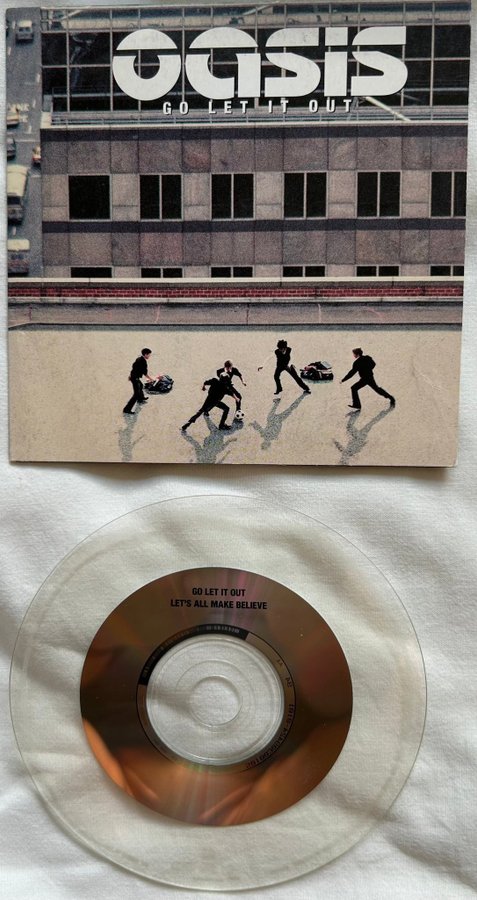 oasis
GO LET IT OUT
GO LET IT OUT
LET'S ALL MAKE BELIEVE